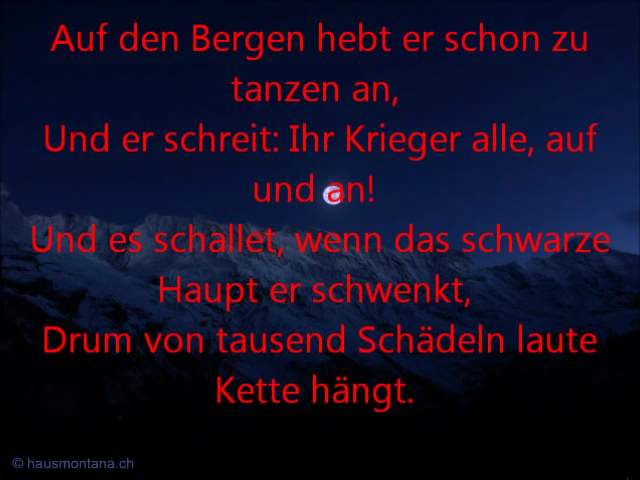 Auf den Bergen hebt er schon zu
tanzen an,
Und er schreit: Ihr Krieger alle, auf
und an!
Und es schallet, wenn das schwarze
Haupt er schwenkt,
Drum von tausend Schädeln laute
Kette hängt.
© hausmontana.ch